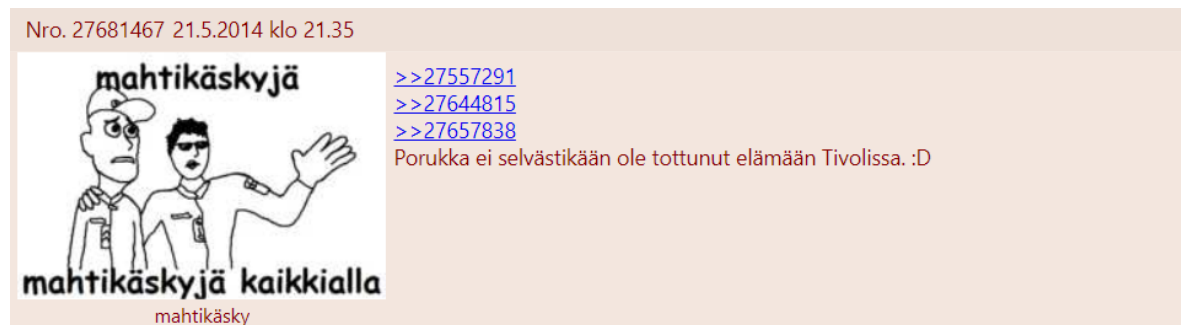 Nro. 27681467 21.5.2014 klo 21.35
mahtikäskyjä
mahtikäskyjä kaikkialla
mahtikäsky
>>27557291
>>27644815
>>27657838
Porukka ei selvästikään ole tottunut elämään Tivolissa. :D